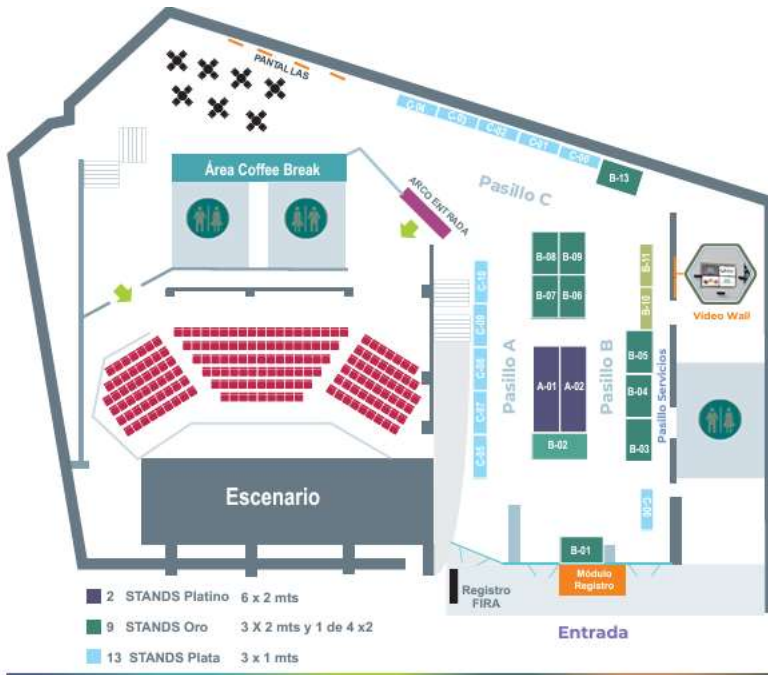 PANTALLAS
C-04
C-03
C-02
C-01
C-00
B-13
Área Coffee Break
ARCO ENTRADA
Pasillo C
B-08
B-09
B-11
C-10
B-07
B-06
B-10
Video Wall
C-09
Pasillo A
Pasillo B
Pasillo Servicios
B-05
C-08
A-01
A-02
B-04
C-07
B-02
B-03
C-05
Escenario
C-06
B-01
Módulo
Registro
Registro
FIRA
Entrada
2 STANDS Platino 6 x 2 mts
9 STANDS Oro 3 X 2 mts y 1 de 4 x2
13 STANDS Plata 3 x 1 mts